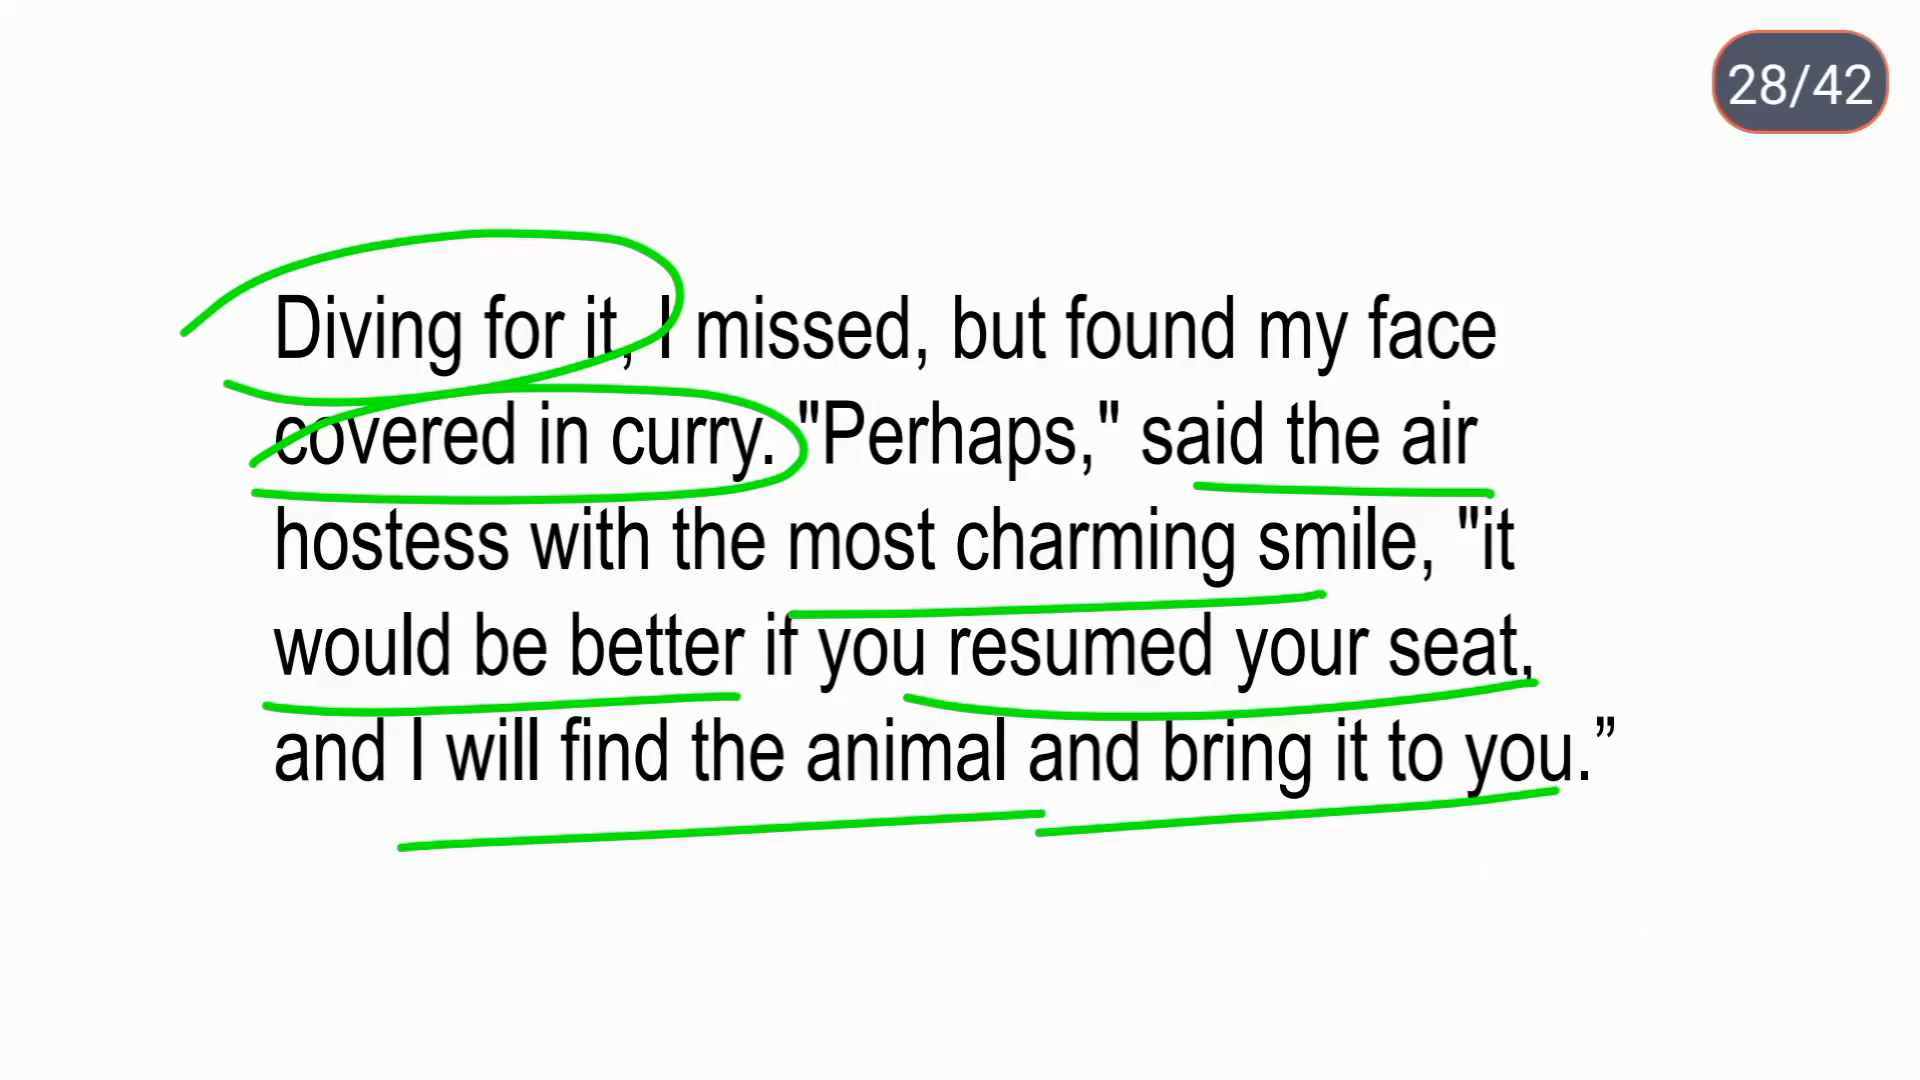 28/42
Diving for it, I missed, but found my face
covered in curry. "Perhaps," said the air
hostess with the most charming smile, "it
would be better if you resumed your seat,
and I will find the animal and bring it to you.”